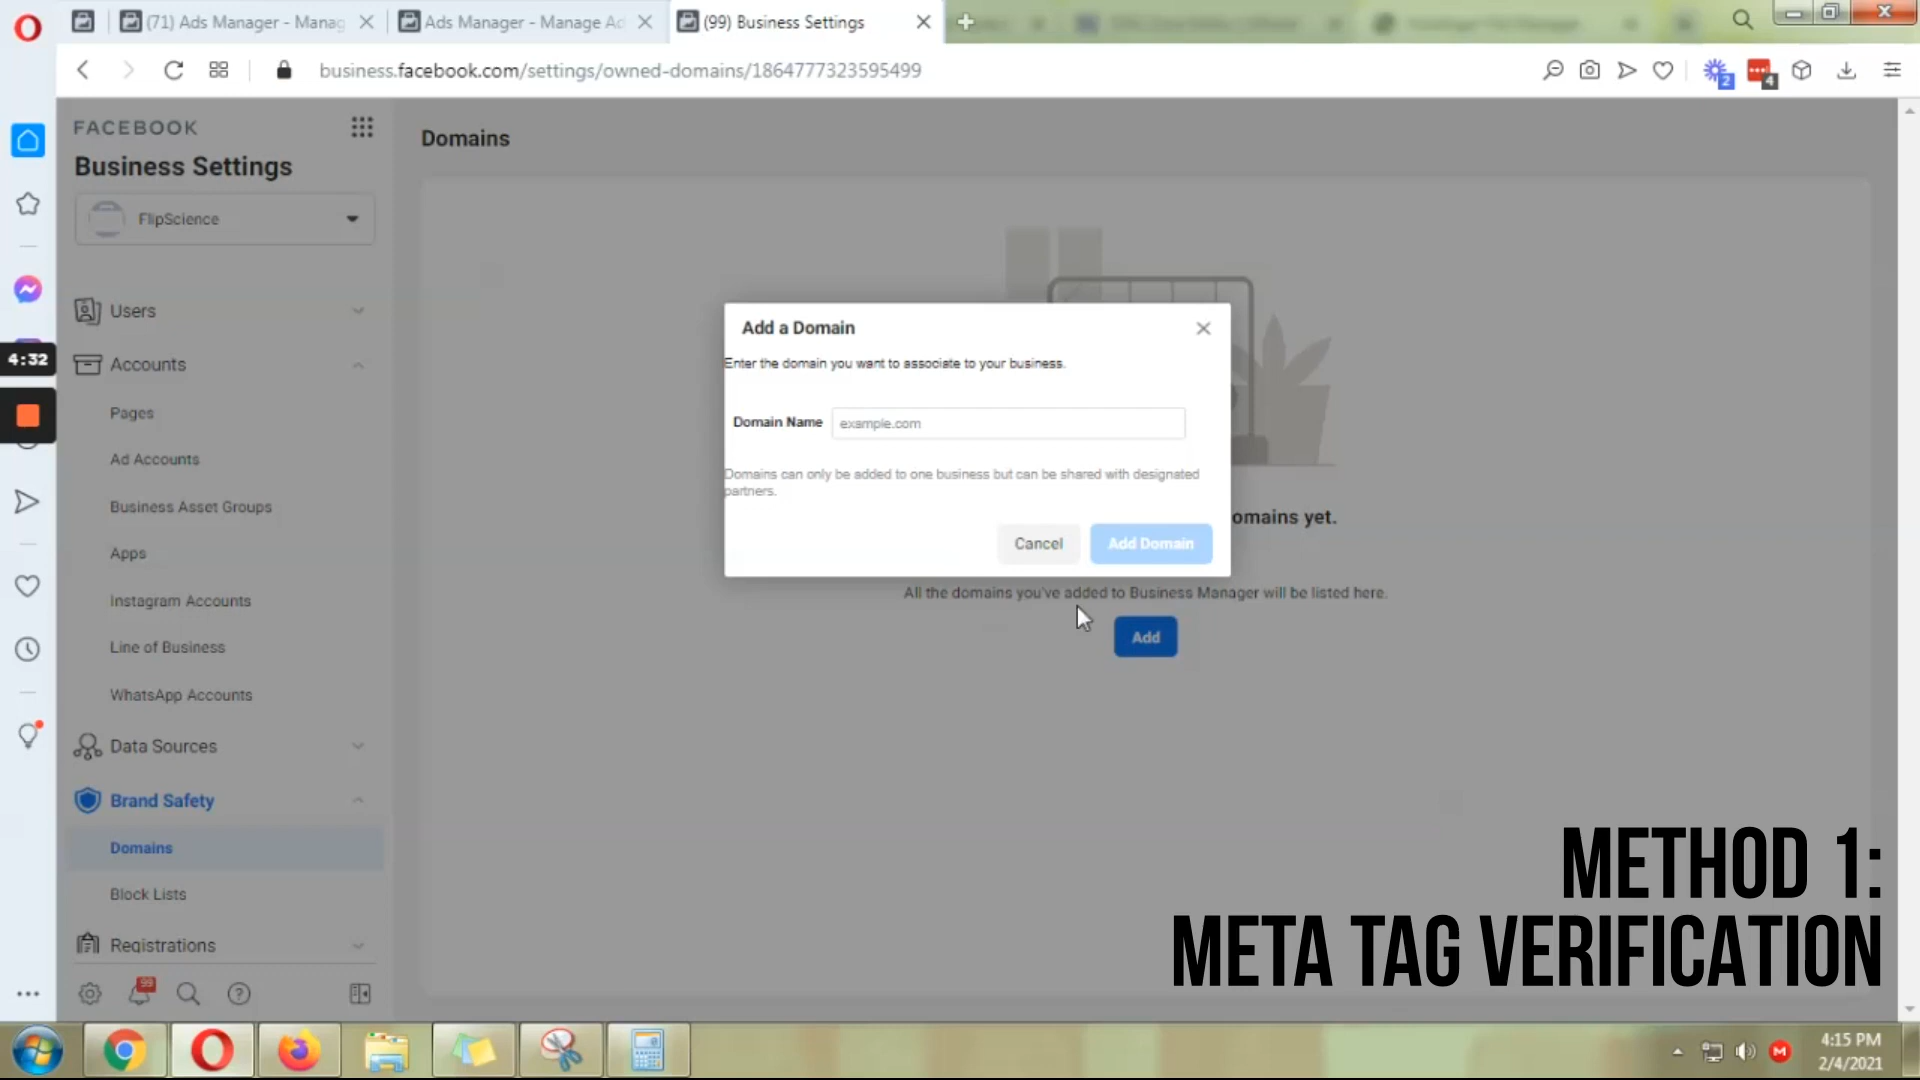 (71) Ads Manager - Manag
Ads Manager - Manage Ad
(99) Business Settings
business.facebook.com/settings/owned-domains/1864777323595499
2
4
FACEBOOK
Business Settings
FlipScience
4:32
Users
Accounts
Pages
Ad Accounts
Business Asset Groups
Apps
Instagram Accounts
Line of Business
WhatsApp Accounts
Data Sources
Brand Safety
Domains
Block Lists
Registrations
99
Domains
Add a Domain
Enter the domain you want to associate to your business.
Domain Name
example.com
Domains can only be added to one business but can be shared with designated
partners.
Cancel
Add Domain
omains yet.
All the domains you've added to Business Manager will be listed here.
Add
METHOD 1:
META TAG VERIFICATION
4:15 PM
2/4/2021